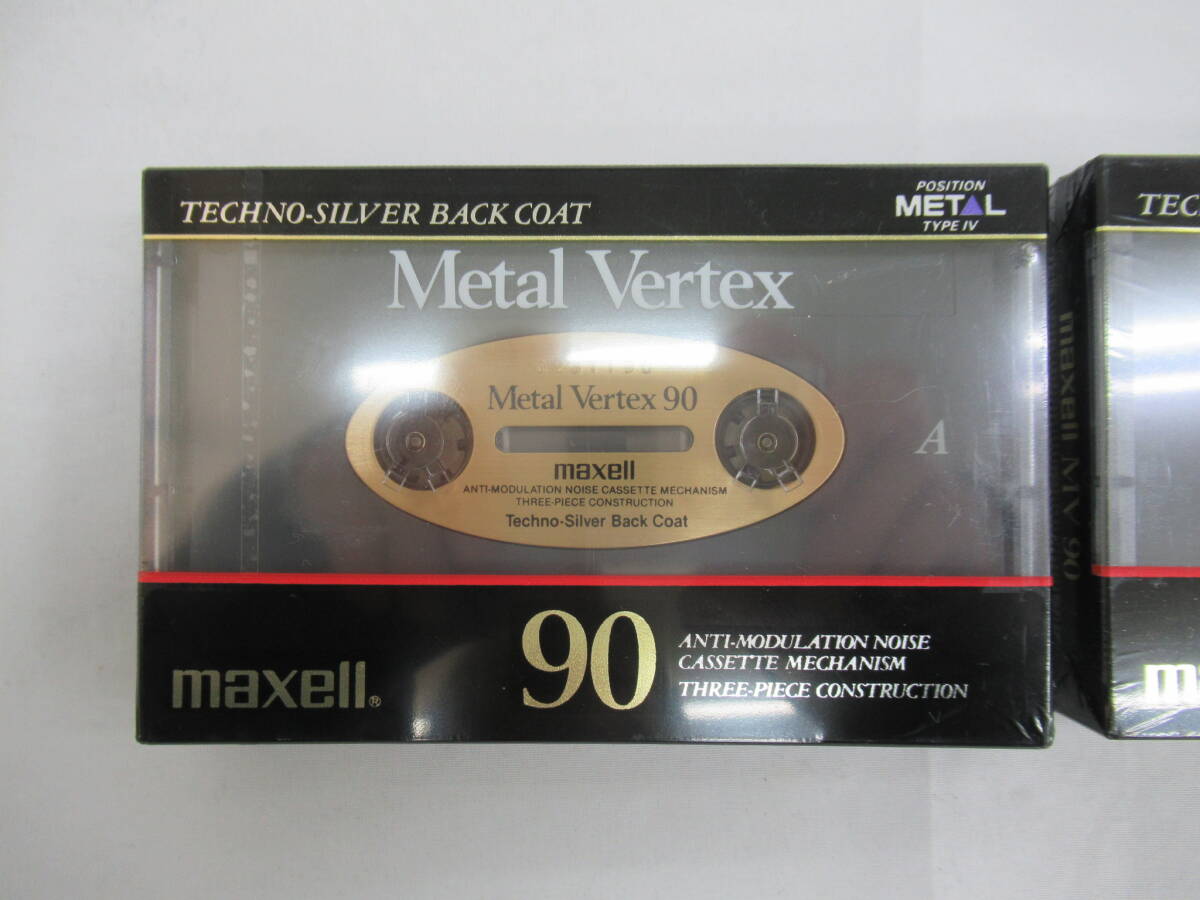 TECHNO-SILVER BACK COAT
POSITION
METAL
TYPE IV
Metal Vertex
Metal Vertex 90
maxell
ANTI-MODULATION NOISE CASSETTE MECHANISM
THREE-PIECE CONSTRUCTION
Techno-Silver Back Coat
A
maxell®
90
ANTI-MODULATION NOISE
CASSETTE MECHANISM
THREE-PIECE CONSTRUCTION
maxell MV 90
TEC
m